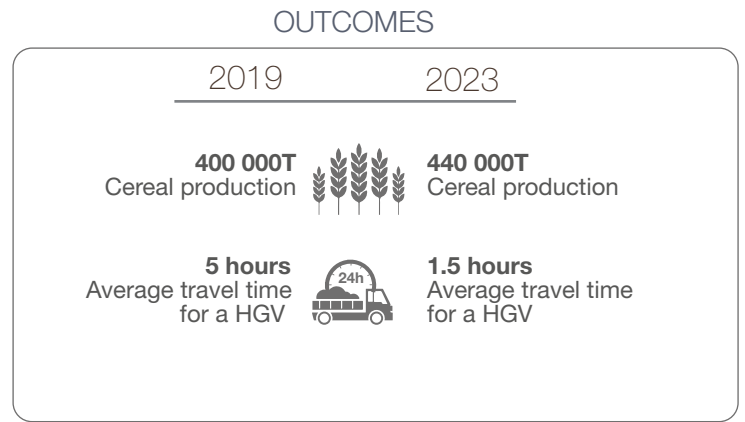 OUTCOMES
2019
2023
400 000T
Cereal production
440 000T
Cereal production
5 hours
Average travel time
for a HGV
24h
1.5 hours
Average travel time
for a HGV